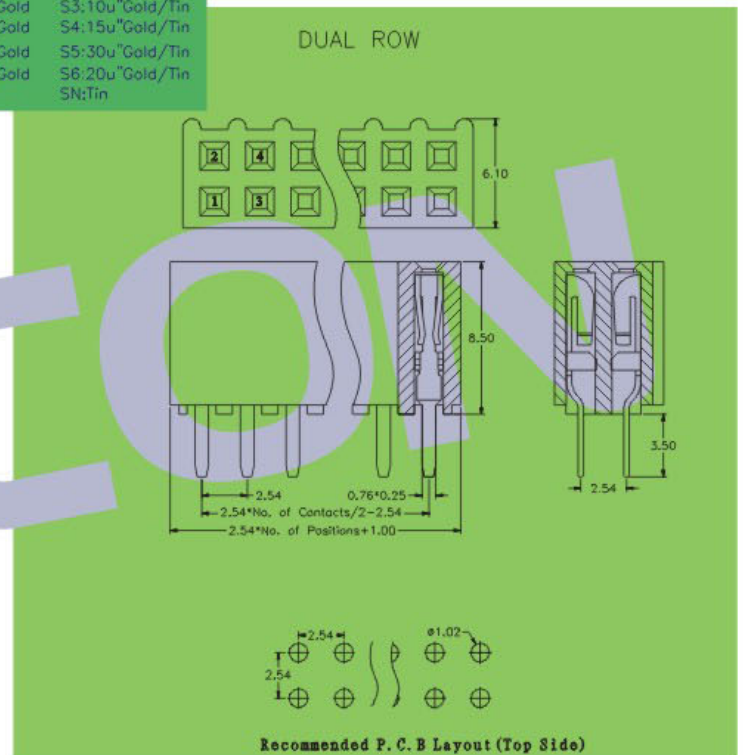 Gold S3:10u"Gold/Tin
Gold S4:15u"Gold/Tin
Gold S5:30u"Gold/Tin
Gold S6:20u"Gold/Tin
SN:Tin
DUAL ROW
2 4
1 3
6.10
8.50
3.50
2.54 0.76*0.25 2.54
2.54*No. of Contacts/2-2.54
2.54*No. of Positions+1.00
2.54 ø1.02
2.54
Recommended P.C.B Layout(Top Side)
CON